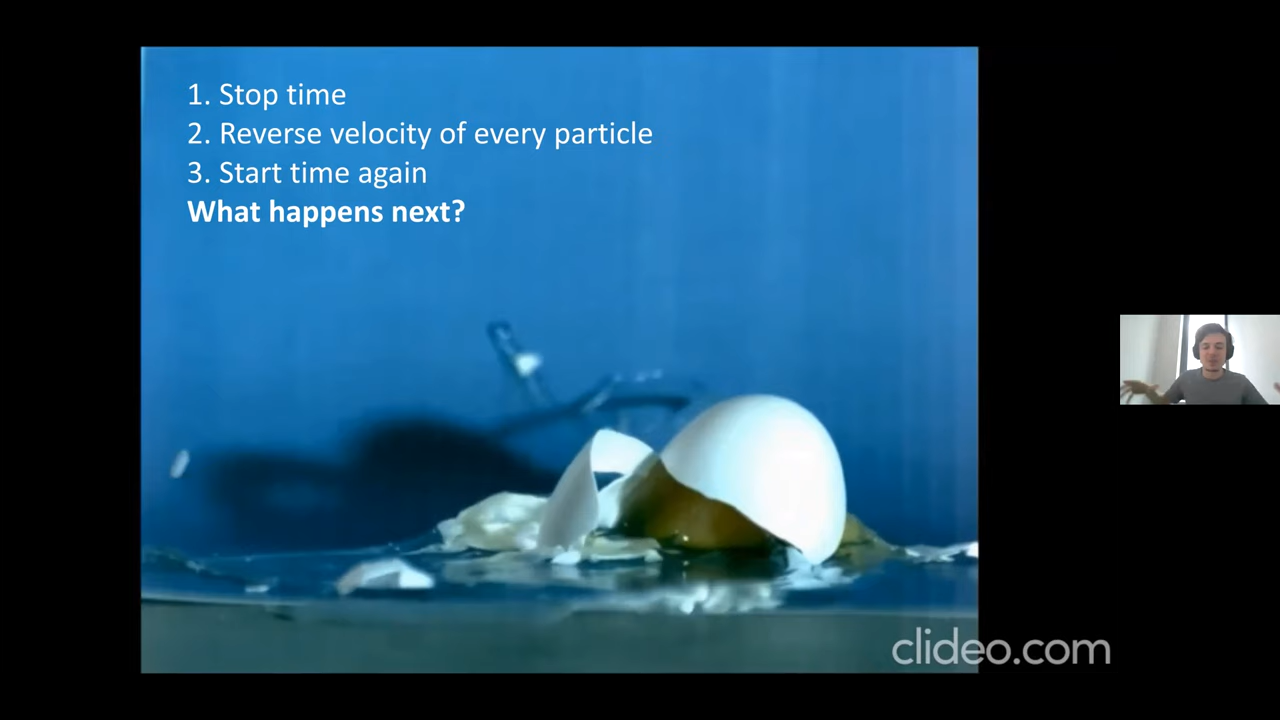 1. Stop time
2. Reverse velocity of every particle
3. Start time again
What happens next?
clideo.com